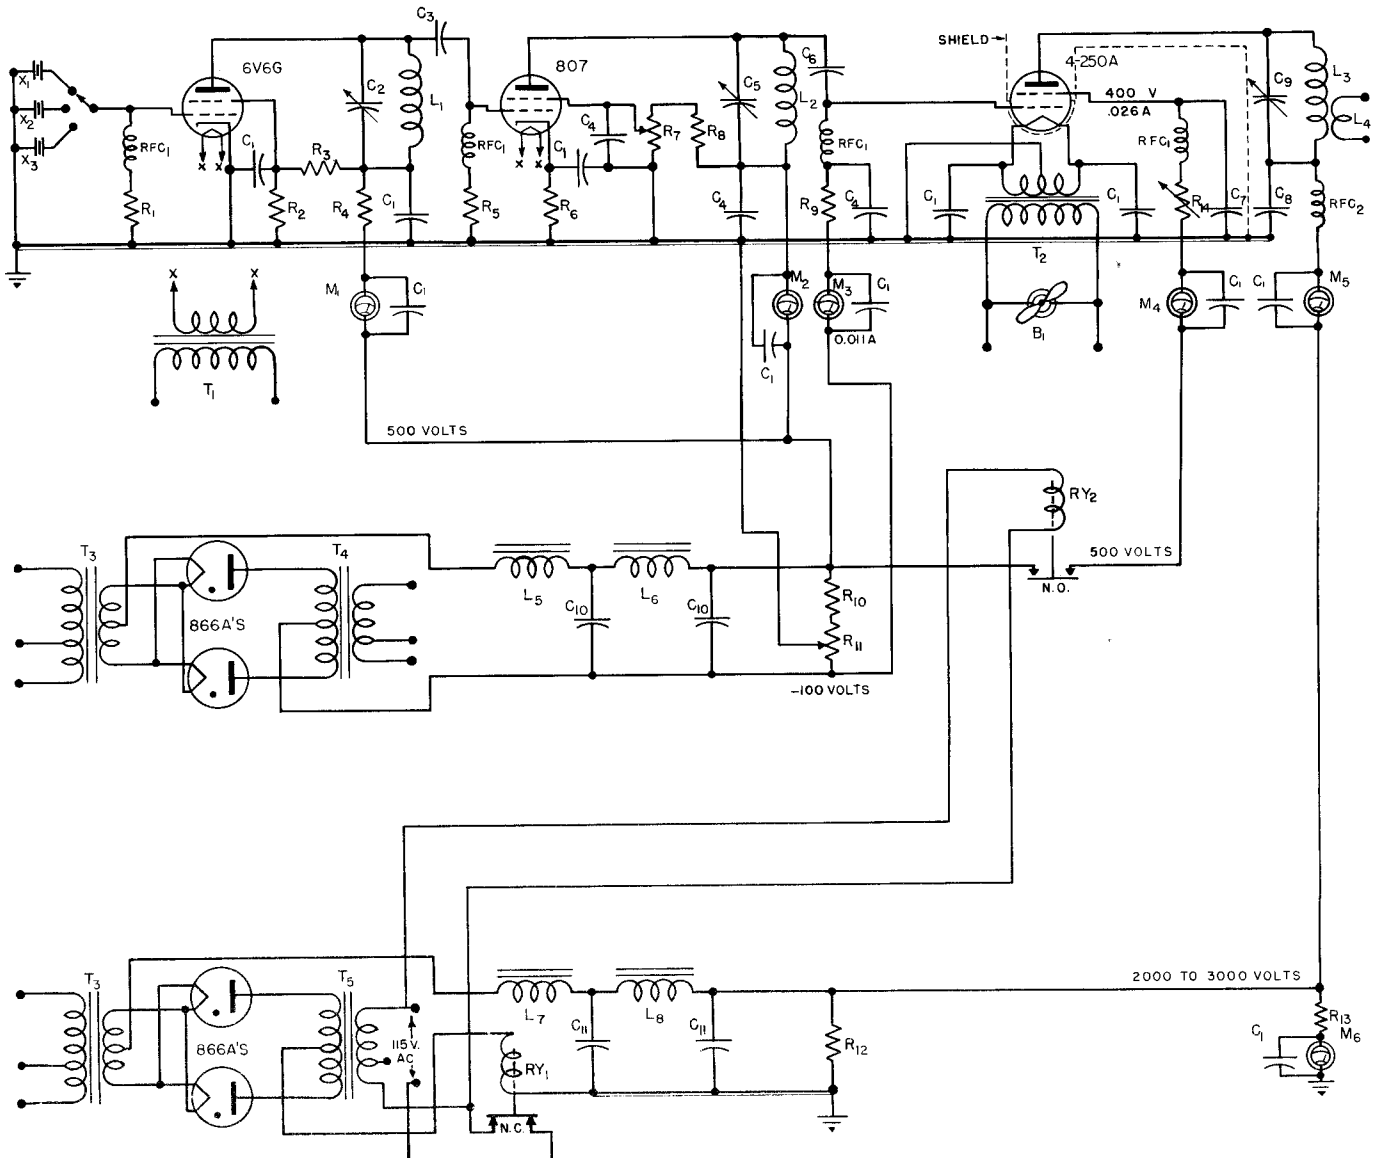 C3
SHIELD
6V6G
807
4-250A
X1
X2
X3
C2
L1
C5
C6
L2
C9
L3
L4
400 V
.026A
RFC1
C1
R3
RFC1
C4
C1
R7
R8
RFC1
RFC1
R1
R2
R4
C1
R5
R6
C4
R9
C4
C1
C1
R14
C7
C8
RFC2
T2
X
X
M1
C1
M2
M3
C1
M4
C1
C1
M5
0.011A
B1
C1
T1
500 VOLTS
RY2
T3
T4
500 VOLTS
N.O.
L5
L6
C10
C10
R10
866A'S
R11
-100 VOLTS
T3
T5
2000 TO 3000 VOLTS
L7
L8
R13
C11
C11
C1
M6
115V.
AC
866A'S
R12
RY1
N.C.